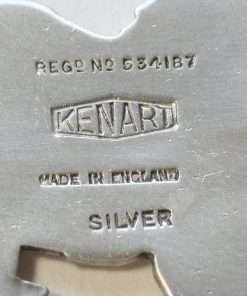 REGD No 534187
KENART
MADE IN ENGLAND
SILVER